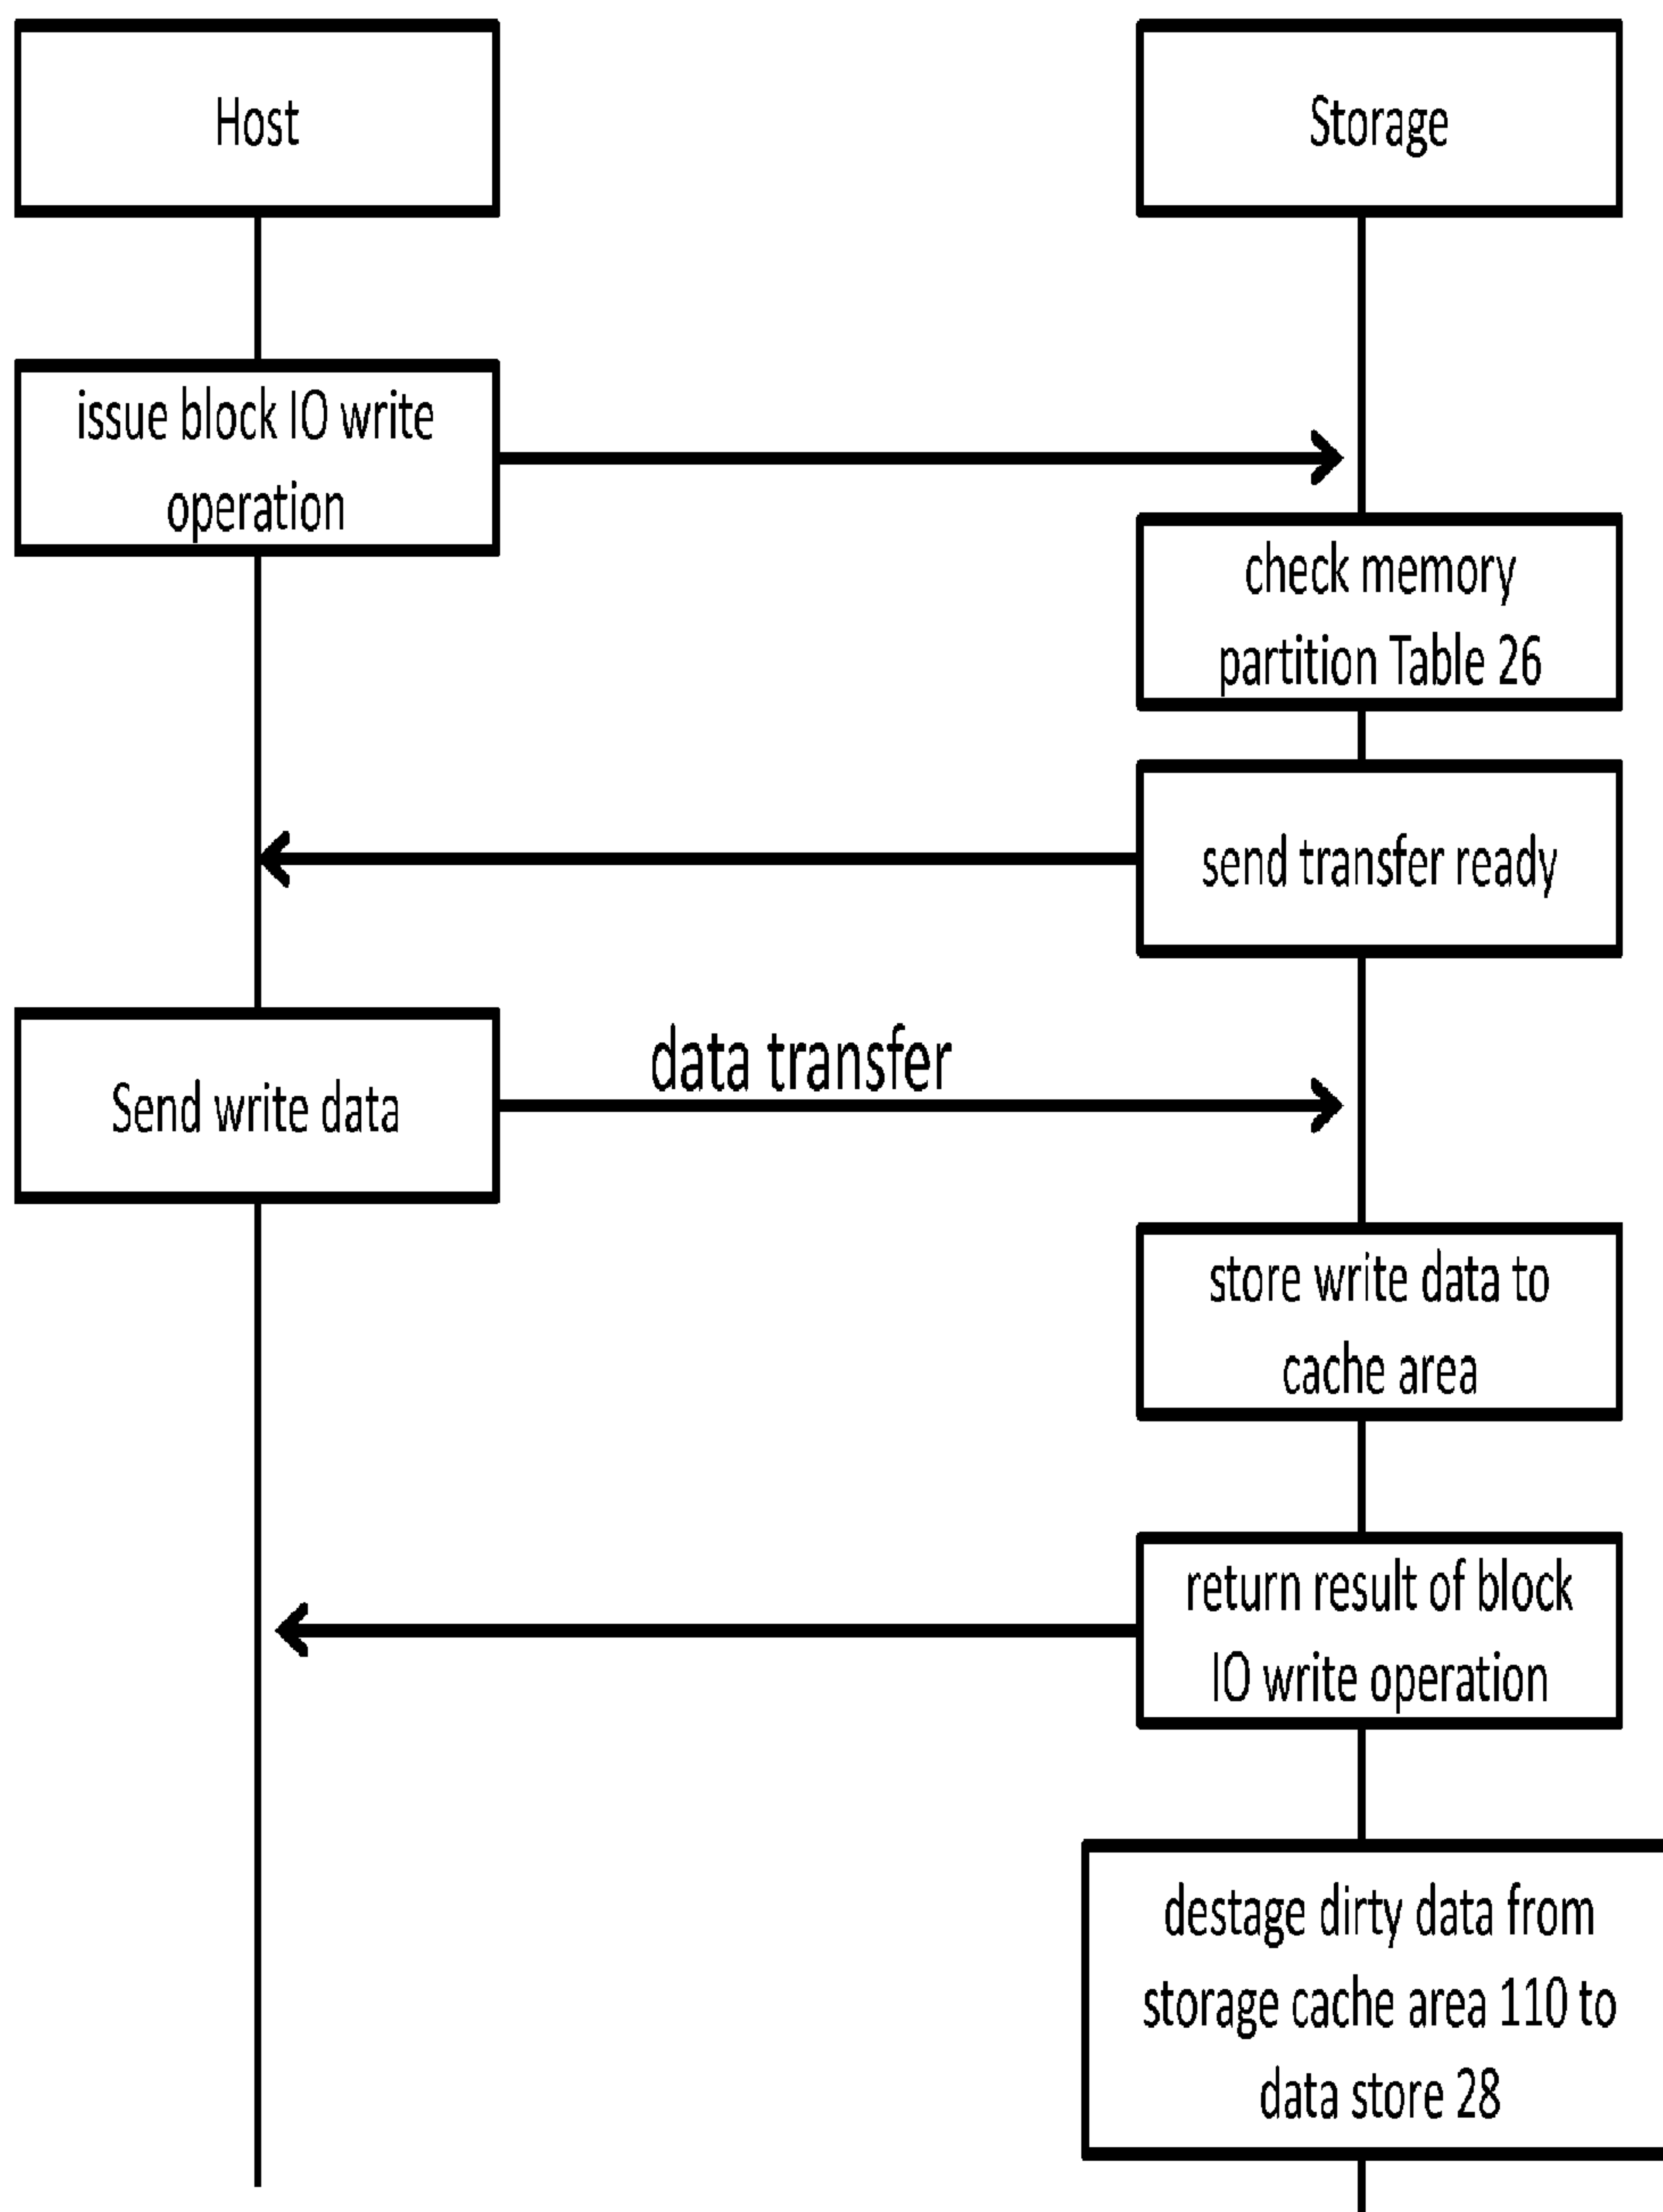 Host
Storage
issue block IO write
operation
check memory
partition Table 26
send transfer ready
data transfer
Send write data
store write data to
cache area
return result of block
IO write operation
destage dirty data from
storage cache area 110 to
data store 28